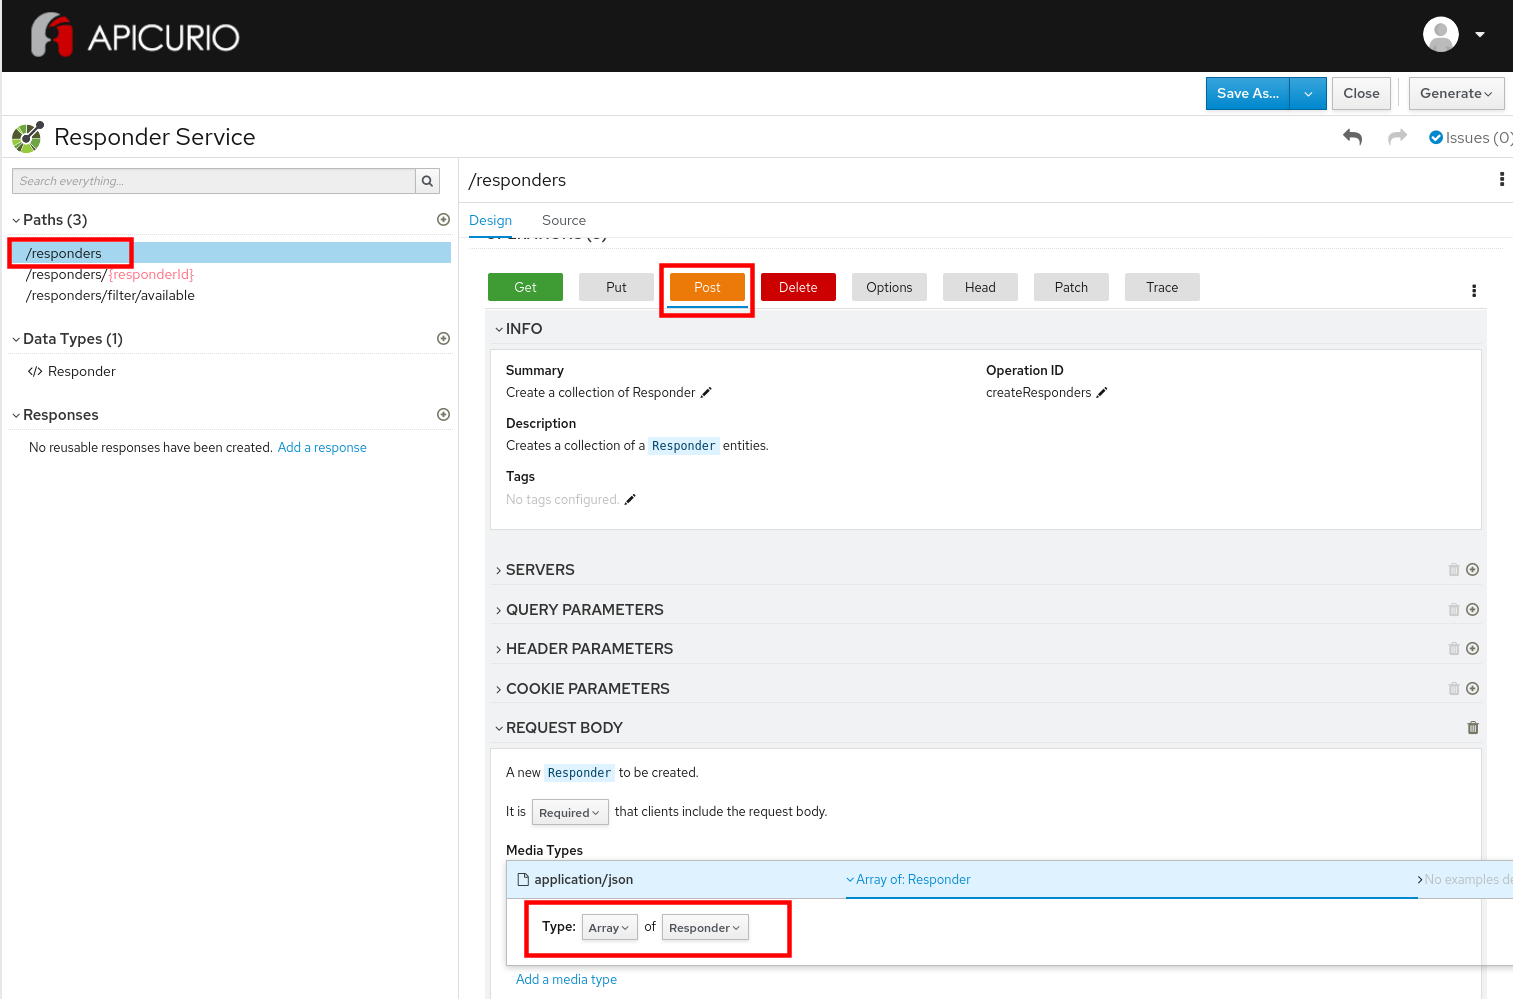 APICURIO
Save As... Close Generate
Responder Service
Issues (0)
Search everything...
/responders
Paths (3)
Design Source
/responders
/responders/{responderId}
/responders/filter/available
Get Put Post Delete Options Head Patch Trace
INFO
Data Types (1)
Responder
Summary
Create a collection of Responder
Operation ID
createResponders
Responses
No reusable responses have been created. Add a response
Description
Creates a collection of a Responder entities.
Tags
No tags configured.
SERVERS
QUERY PARAMETERS
HEADER PARAMETERS
COOKIE PARAMETERS
REQUEST BODY
A new Responder to be created.
It is Required that clients include the request body.
Media Types
application/json Array of: Responder No examples de
Type: Array of Responder
Add a media type